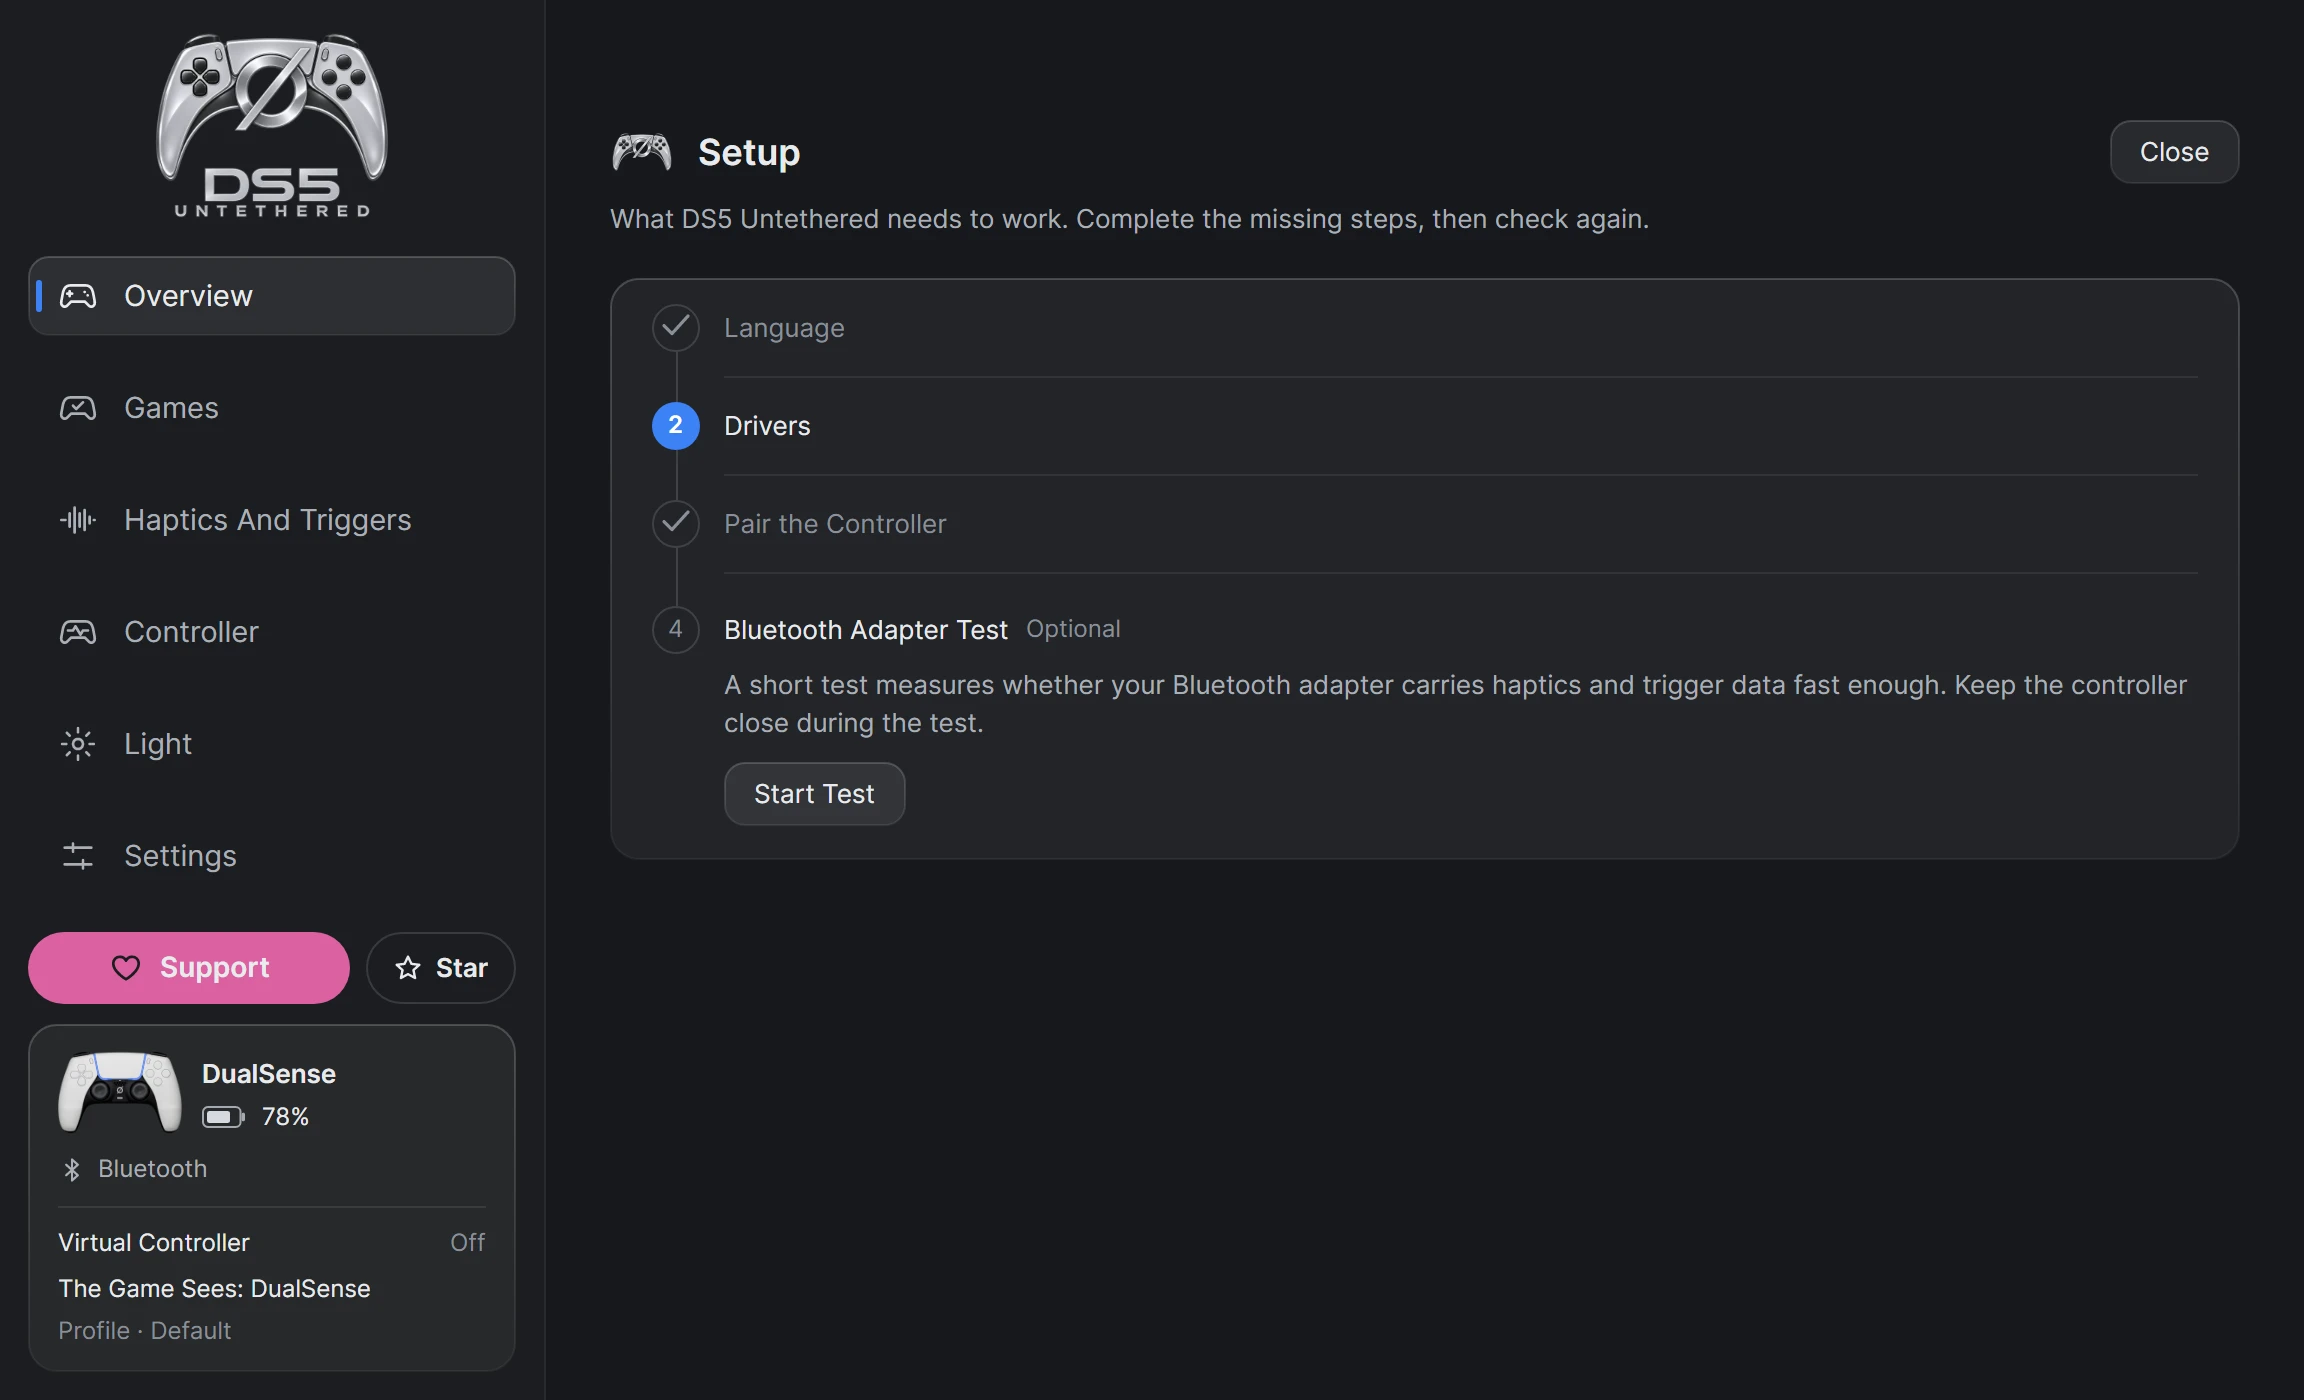 DS5
UNTETHERED
Overview
Games
Haptics And Triggers
Controller
Light
Settings
Support
Star
DualSense
78%
Bluetooth
Virtual Controller Off
The Game Sees: DualSense
Profile · Default
Setup
Close
What DS5 Untethered needs to work. Complete the missing steps, then check again.
Language
2 Drivers
Pair the Controller
4 Bluetooth Adapter Test Optional
A short test measures whether your Bluetooth adapter carries haptics and trigger data fast enough. Keep the controller
close during the test.
Start Test